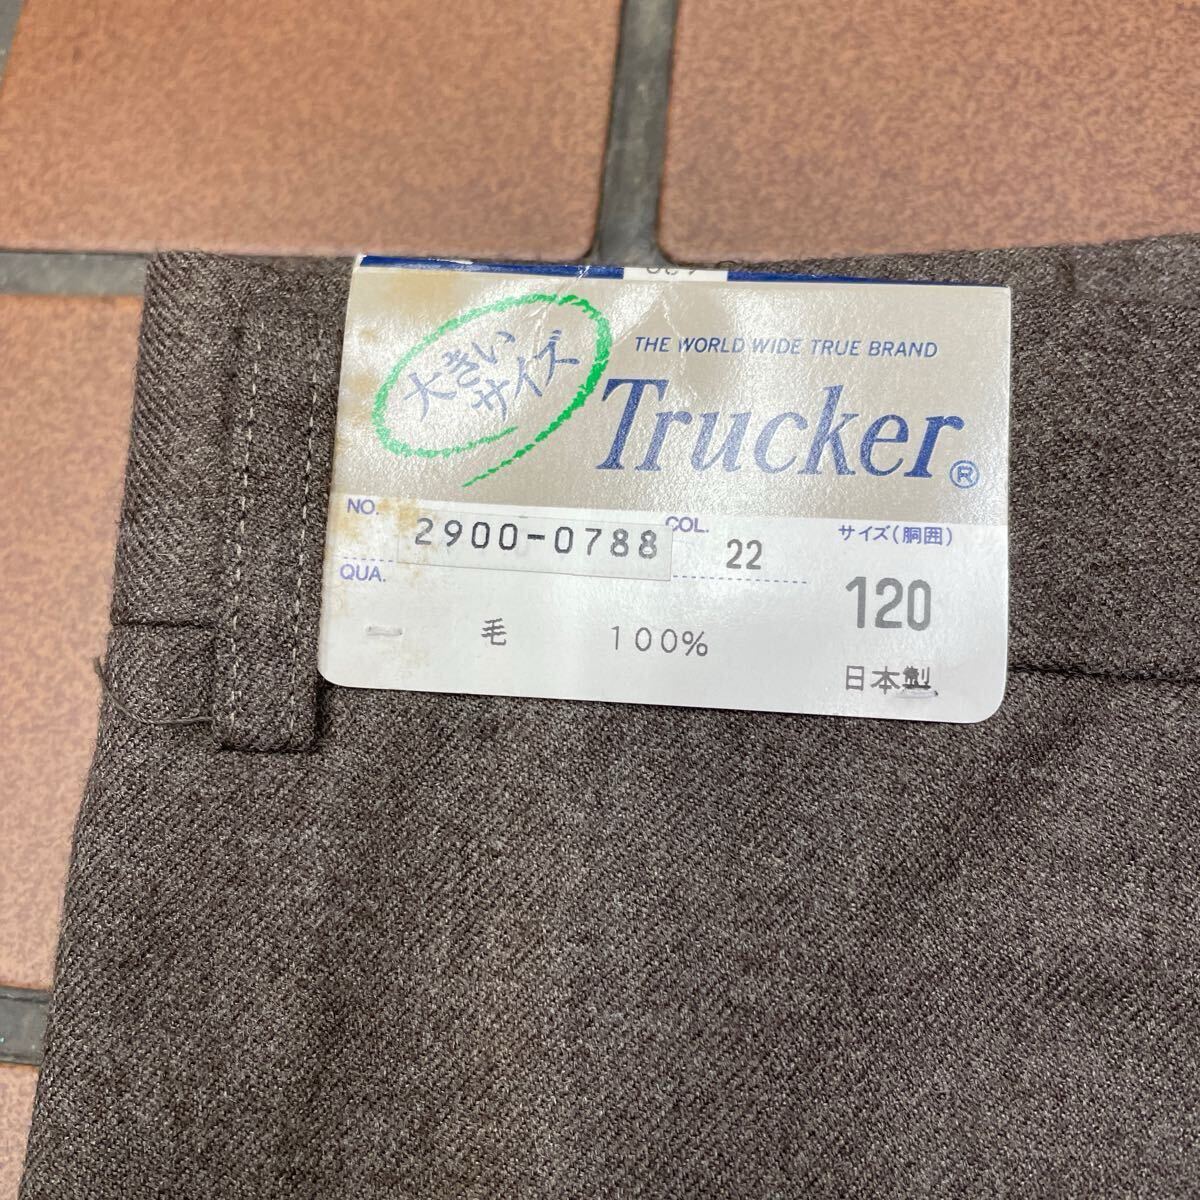 大きい
サイズ
THE WORLD WIDE TRUE BRAND
Trucker®
NO. 2900-0788 COL. 22 サイズ(胴囲)
QUA. 120
毛 100%
日本製